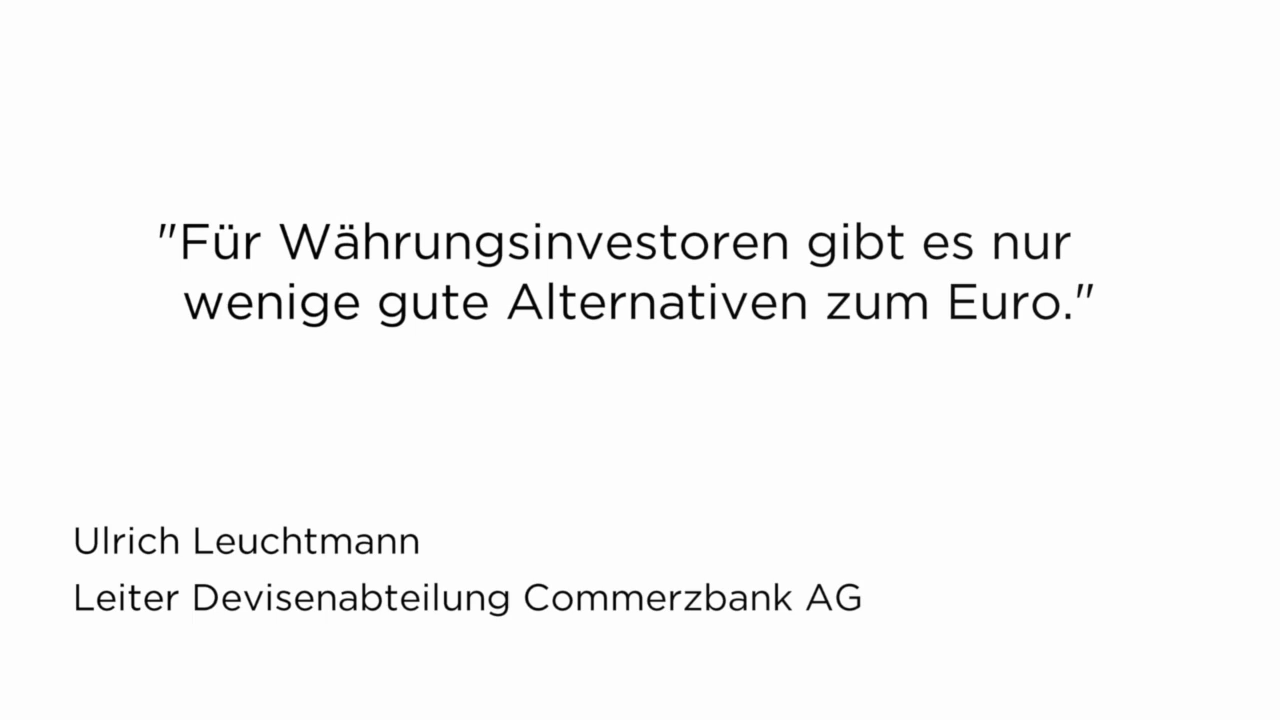 "Für Währungsinvestoren gibt es nur
wenige gute Alternativen zum Euro."
Ulrich Leuchtmann
Leiter Devisenabteilung Commerzbank AG